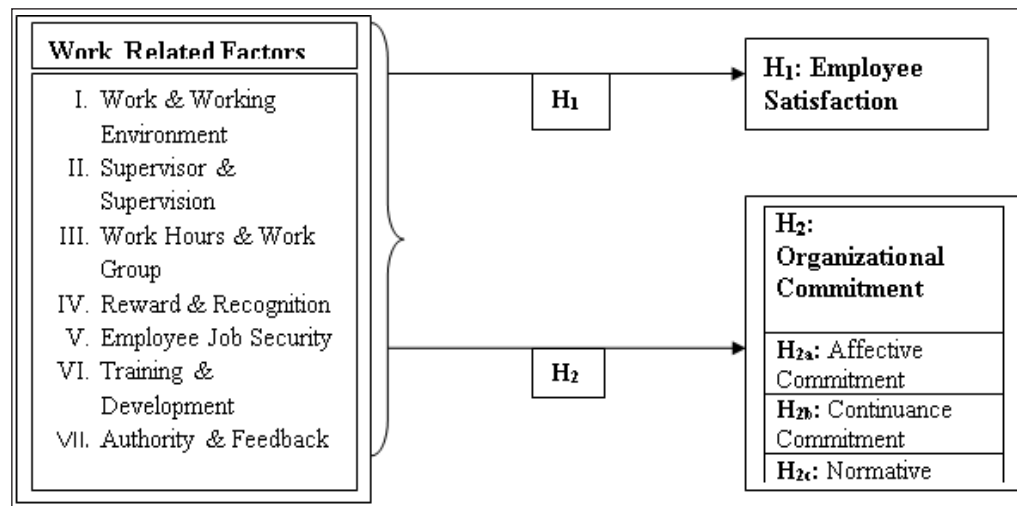 Work Related Factors
I. Work & Working
Environment
II. Supervisor &
Supervision
III. Work Hours & Work
Group
IV. Reward & Recognition
V. Employee Job Security
VI. Training &
Development
VII. Authority & Feedback
H₁
H₂
H₁: Employee
Satisfaction
H₂:
Organizational
Commitment
H₂ₐ: Affective
Commitment
H2b: Continuance
Commitment
H2c: Normative